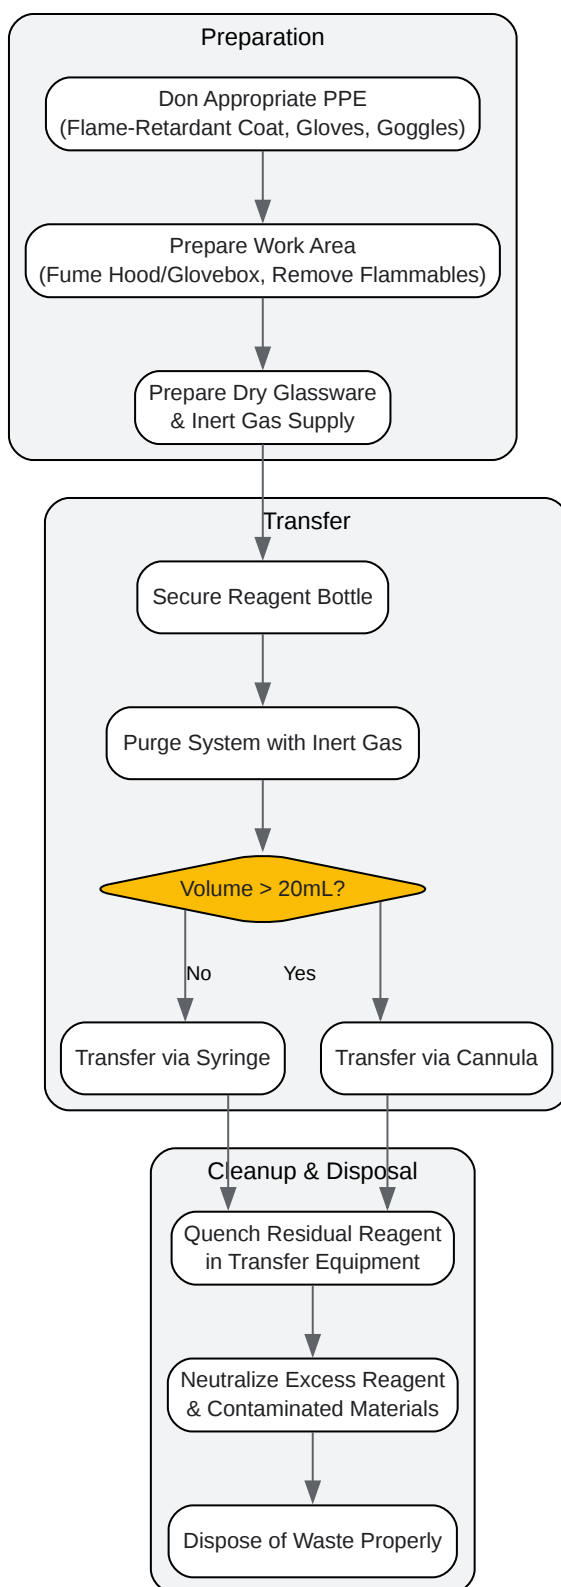 Preparation
Don Appropriate PPE
(Flame-Retardant Coat, Gloves, Goggles)
Prepare Work Area
(Fume Hood/Glovebox, Remove Flammables)
Prepare Dry Glassware
& Inert Gas Supply
Transfer
Secure Reagent Bottle
Purge System with Inert Gas
Volume > 20mL?
No
Yes
Transfer via Syringe
Transfer via Cannula
Cleanup & Disposal
Quench Residual Reagent
in Transfer Equipment
Neutralize Excess Reagent
& Contaminated Materials
Dispose of Waste Properly